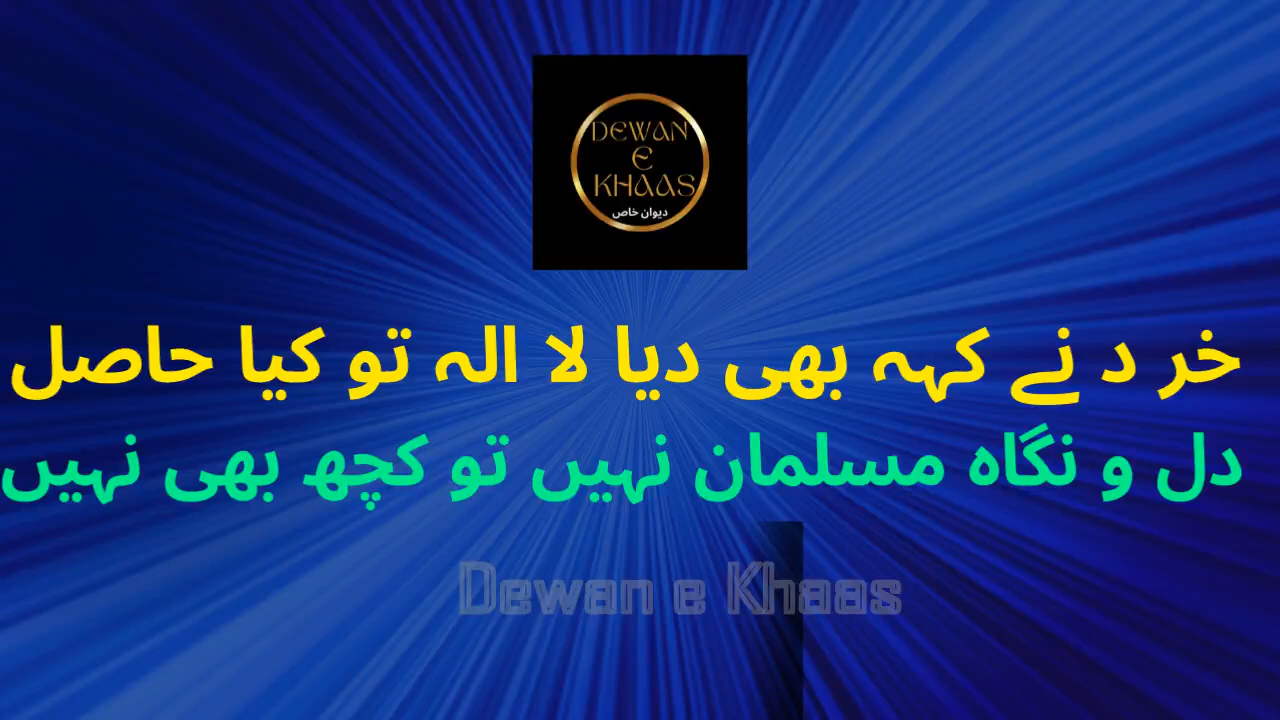 DEWAN
E
KHAAS
دیوان خاص
خر د نے کہہ بھی دیا لا الہ تو کیا حاصل
دل و نگاہ مسلمان نہیں تو کچھ بھی نہیں
Dewan e Khaas